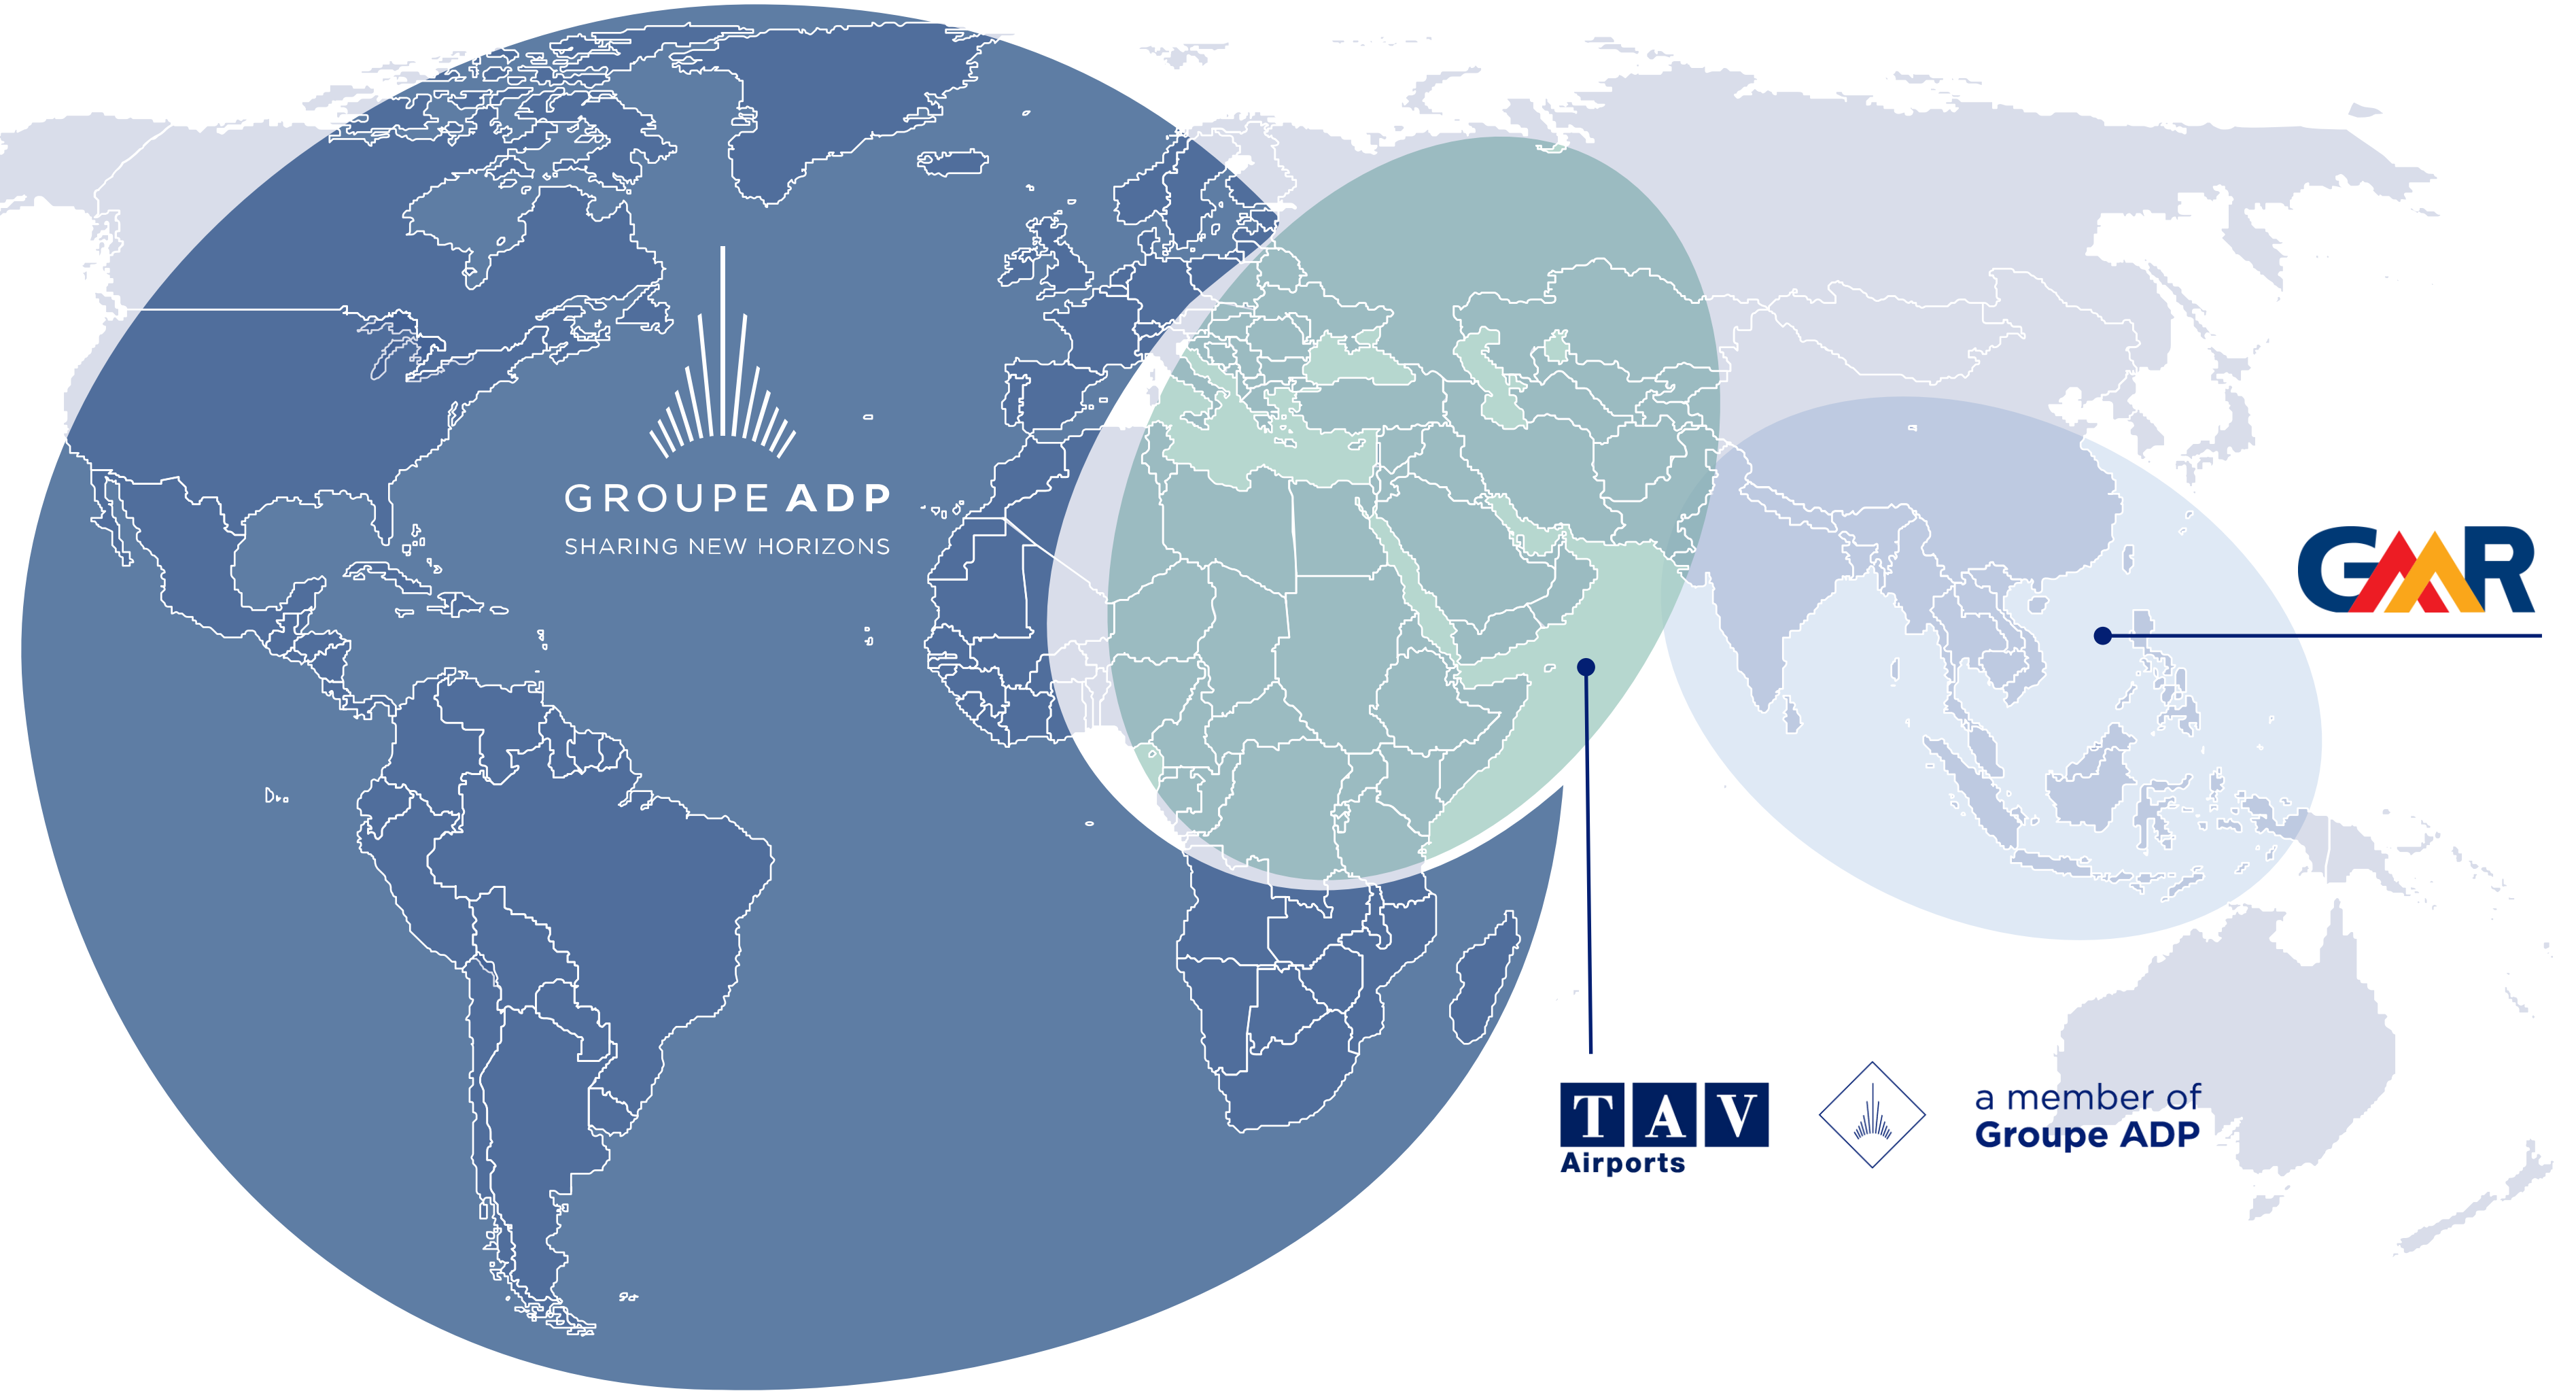 GROUPE ADP
SHARING NEW HORIZONS
GMR
TAV
Airports
a member of
Groupe ADP